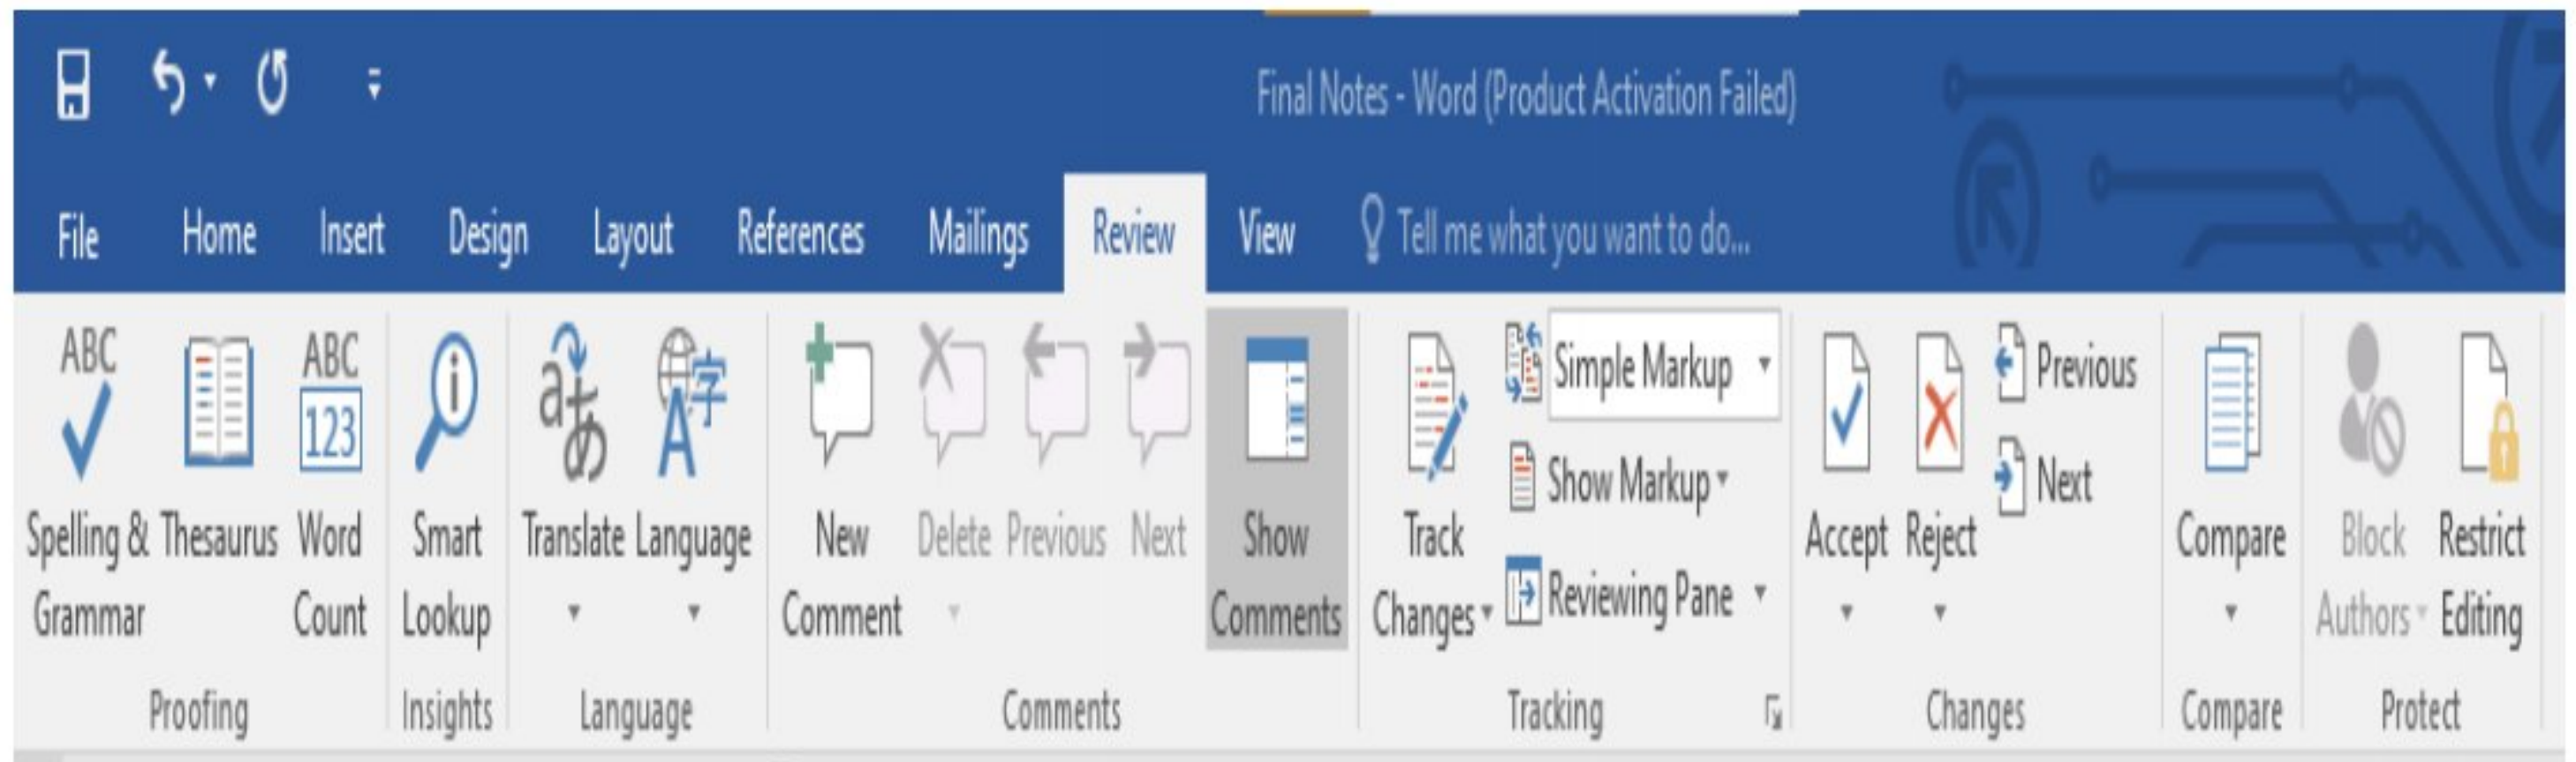 Final Notes - Word (Product Activation Failed)
File Home Insert Design Layout References Mailings Review View Tell me what you want to do...
ABC
Spelling & Grammar
Thesaurus
ABC
123
Word Count
Proofing
Smart Lookup
Insights
aあ
Translate
字
A
Language
Language
New Comment
Delete
Previous
Next
Show Comments
Comments
Track Changes
Simple Markup
Show Markup
Reviewing Pane
Tracking
Accept
Reject
Previous
Next
Changes
Compare
Compare
Block Authors
Restrict Editing
Protect